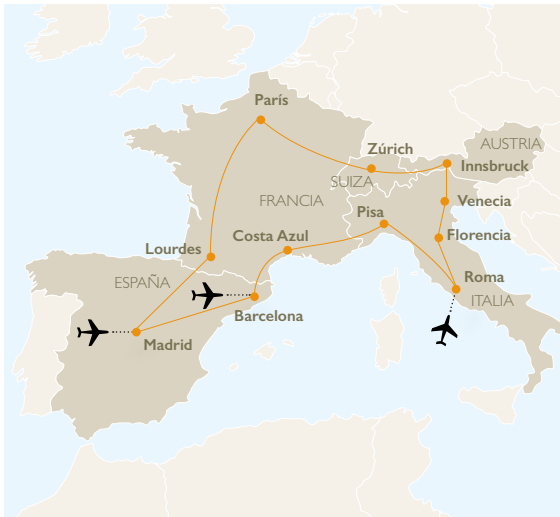 París
AUSTRIA
Zúrich
Innsbruck
SUIZA
FRANCIA
Venecia
Pisa
Costa Azul
Florencia
Lourdes
ESPAÑA
Roma
ITALIA
Barcelona
Madrid